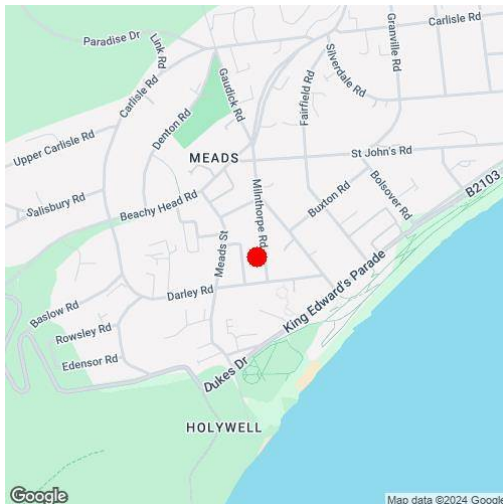 Carlisle Rd
Granville Rd
Paradise Dr
Link Rd
Silverdale Rd
Gaudick Rd
Fairfield Rd
Carlisle Rd
Denton Rd
Upper Carlisle Rd
MEADS
St John's Rd
Bolsover Rd
B2103
Milnthorpe Rd
Buxton Rd
Salisbury Rd
Beachy Head Rd
Meads St
King Edward's Parade
Darley Rd
Baslow Rd
Rowsley Rd
Edensor Rd
Dukes Dr
HOLYWELL
Google
Map data ©2024 Google